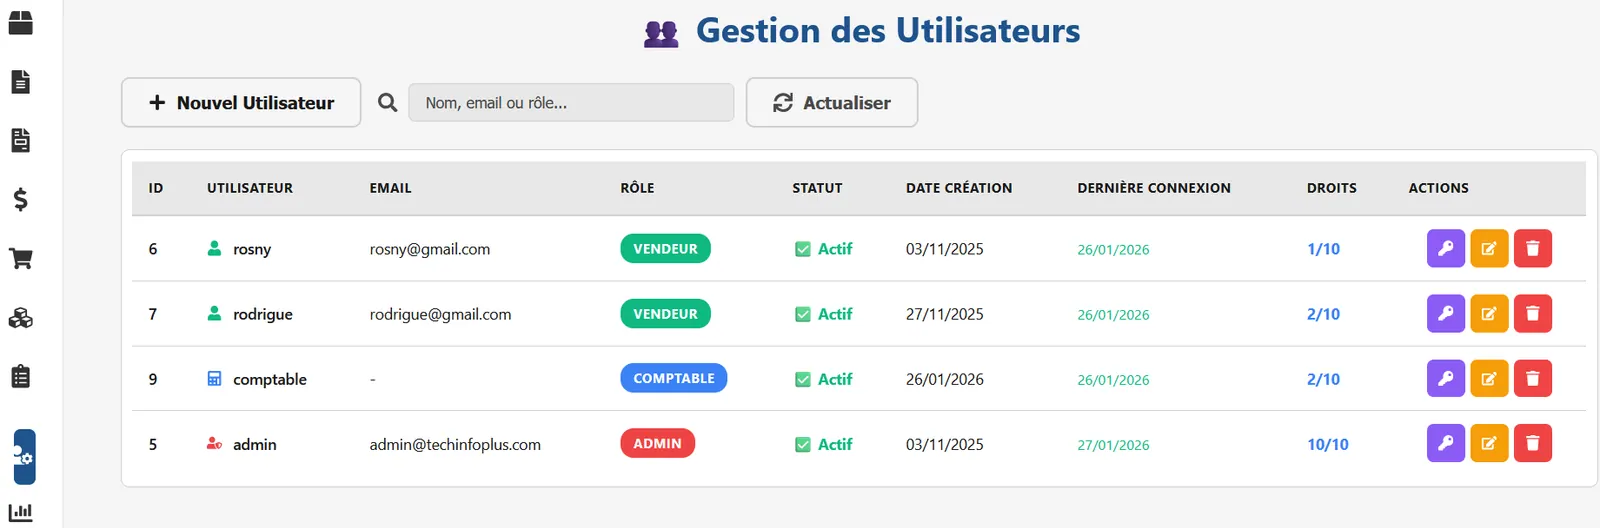 Gestion des Utilisateurs
Nouvel Utilisateur Nom, email ou rôle... Actualiser
ID UTILISATEUR EMAIL RÔLE STATUT DATE CRÉATION DERNIÈRE CONNEXION DROITS ACTIONS
6 rosny rosny@gmail.com VENDEUR Actif 03/11/2025 26/01/2026 1/10
7 rodrigue rodrigue@gmail.com VENDEUR Actif 27/11/2025 26/01/2026 2/10
9 comptable - COMPTABLE Actif 26/01/2026 26/01/2026 2/10
5 admin admin@techinfoplus.com ADMIN Actif 03/11/2025 27/01/2026 10/10